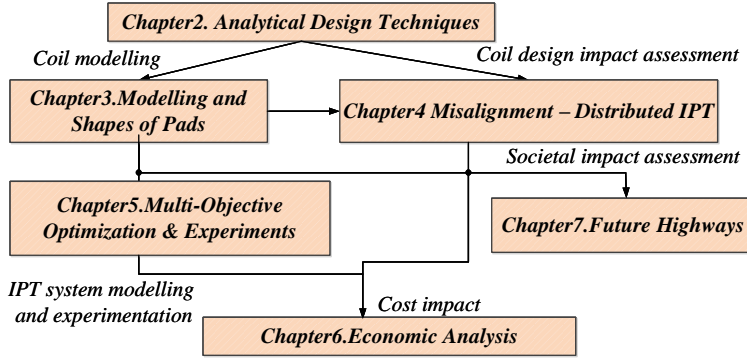 Chapter2. Analytical Design Techniques
Coil modelling
Coil design impact assessment
Chapter3.Modelling and
Shapes of Pads
Chapter4 Misalignment – Distributed IPT
Societal impact assessment
Chapter5.Multi-Objective
Optimization & Experiments
Chapter7.Future Highways
IPT system modelling
and experimentation
Cost impact
Chapter6.Economic Analysis